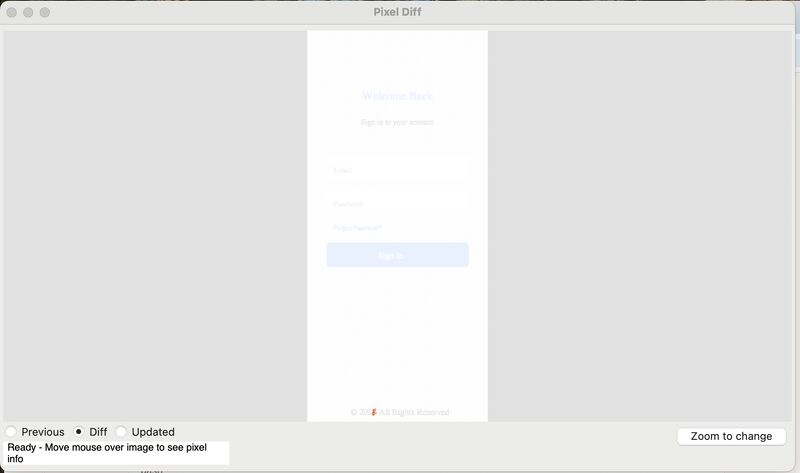 Pixel Diff
Welcome Back
Sign in to your account
Email
Password
Forgot Password?
Sign In
© 202 All Rights Reserved
Previous
Diff
Updated
Zoom to change
Ready - Move mouse over image to see pixel
info